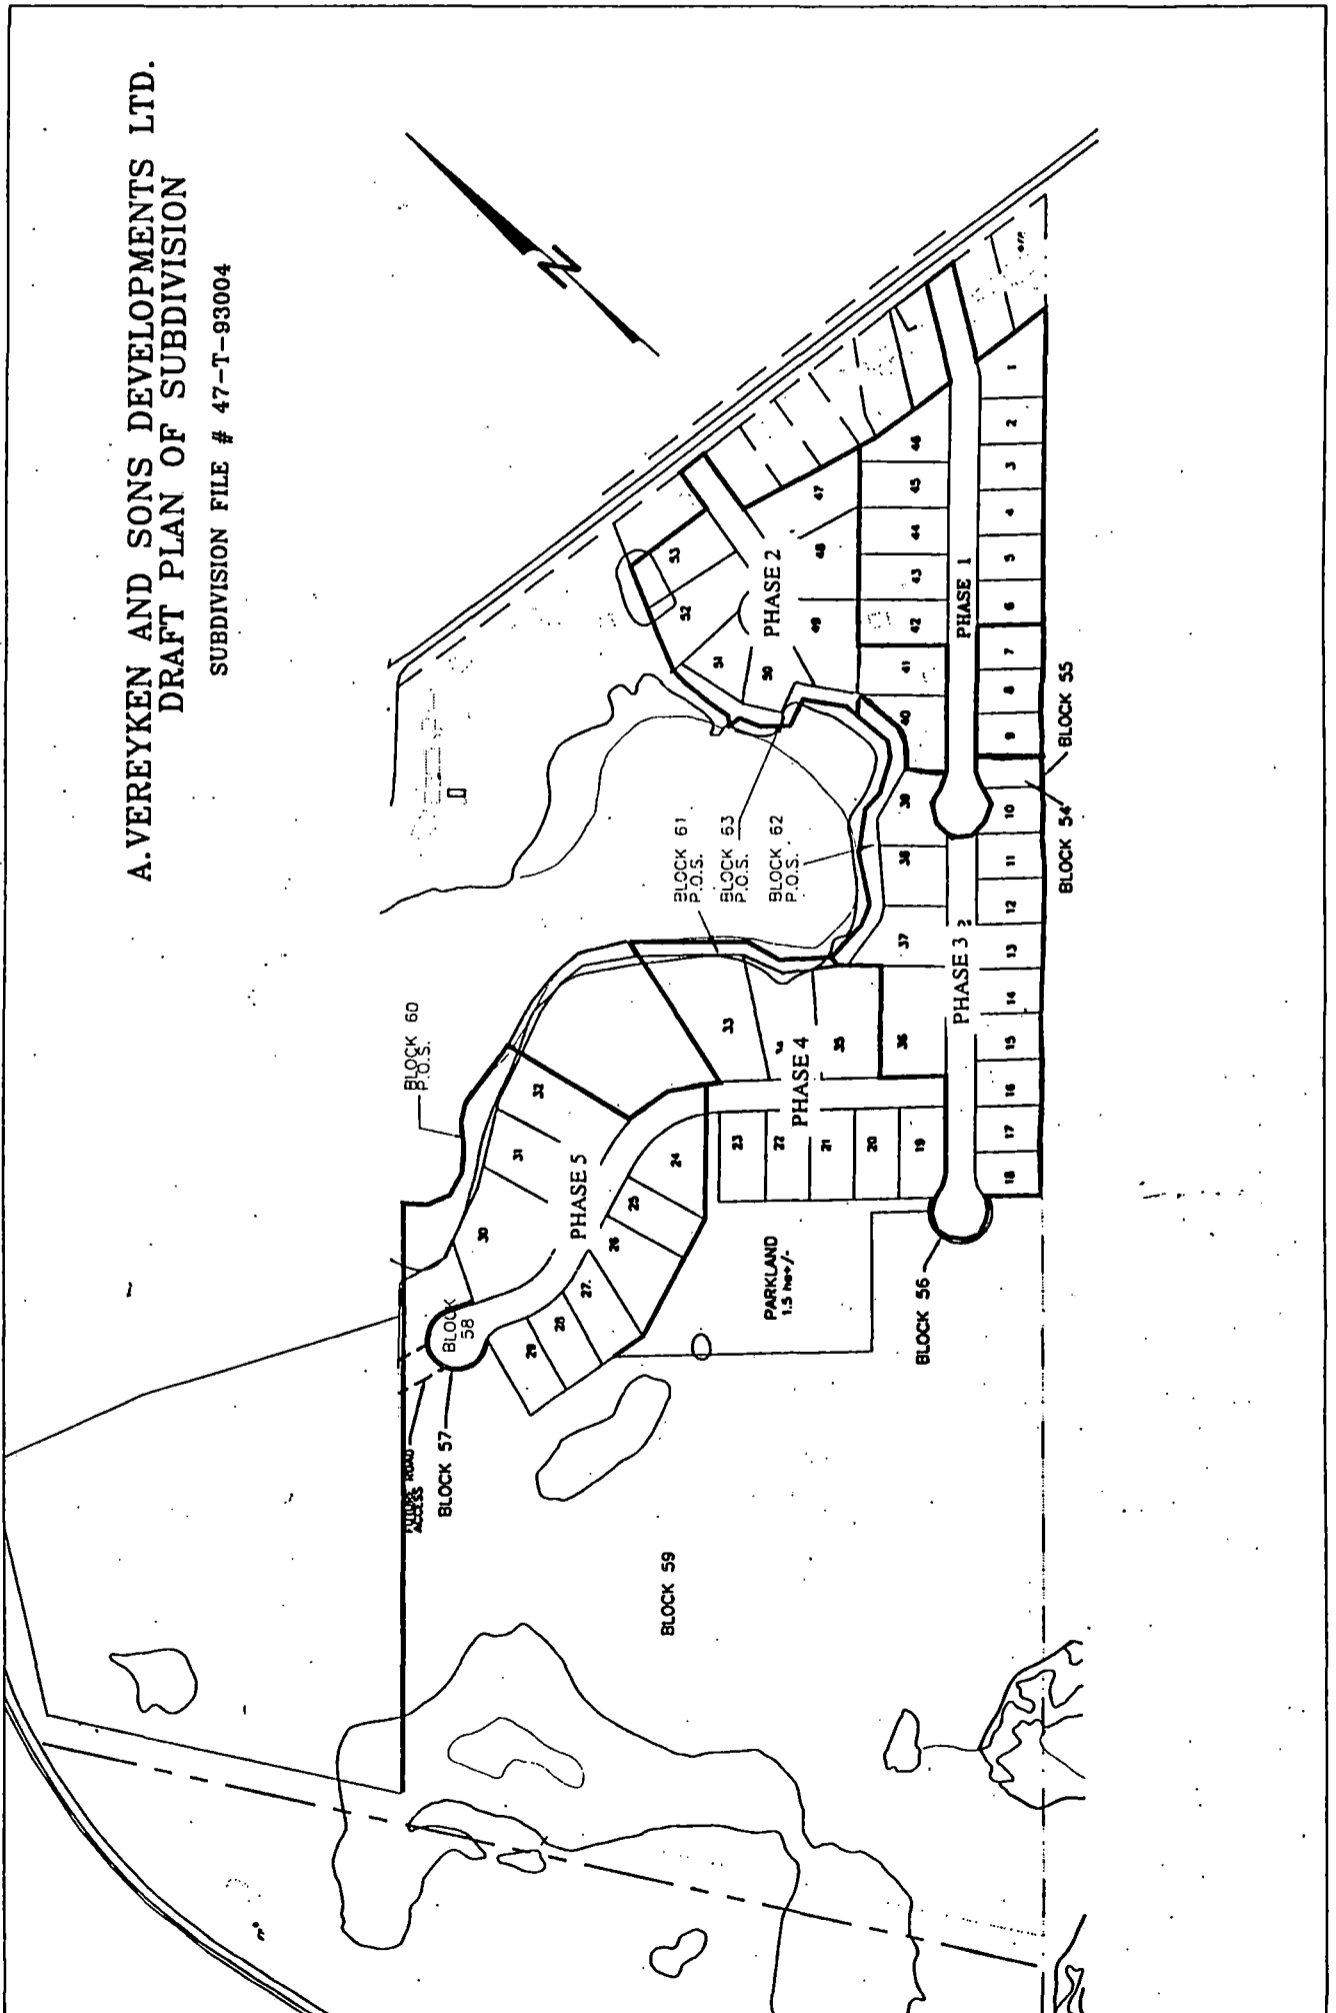 A.VEREYKEN AND SONS DEVELOPMENTS LTD.
DRAFT PLAN OF SUBDIVISION
SUBDIVISION FILE # 47-T-93004
N
1
2
3
4
5
6
7
8
9
10
11
12
13
14
15
16
17
18
PHASE 1
BLOCK 55
BLOCK 54
46
45
44
43
42
41
40
39
38
37
36
PHASE 3
47
48
49
50
51
52
53
PHASE 2
BLOCK 61
P.O.S.
BLOCK 63
P.O.S.
BLOCK 62
P.O.S.
BLOCK 60
P.O.S.
33
35
PHASE 4
23
22
21
20
19
32
31
30
PHASE 5
24
25
26
27.
28
29
BLOCK
58
PARKLAND
1.5 ha+/-
BLOCK 56
BLOCK 57
FUTURE ROAD
ACCESS
BLOCK 59